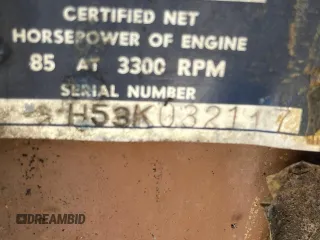 CERTIFIED NET
HORSEPOWER OF ENGINE
85 AT 3300 RPM
SERIAL NUMBER
H53K032117
DREAMBID